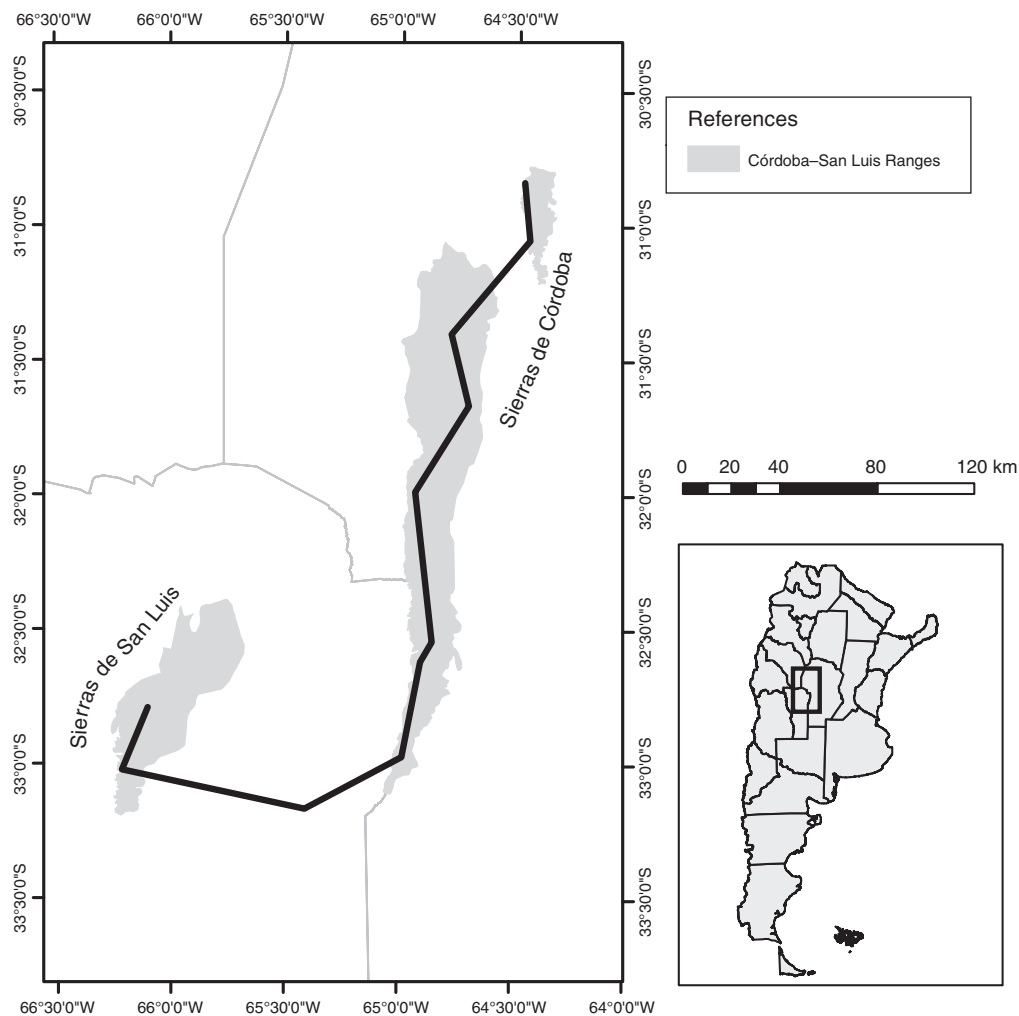 66°30'0"W 66°0'0"W 65°30'0"W 65°0'0"W 64°30'0"W
30°30'0"S
31°0'0"S
31°30'0"S
32°0'0"S
32°30'0"S
33°0'0"S
33°30'0"S
Sierras de Córdoba
Sierras de San Luis
30°30'0"S
31°0'0"S
31°30'0"S
32°0'0"S
32°30'0"S
33°0'0"S
33°30'0"S
66°30'0"W 66°0'0"W 65°30'0"W 65°0'0"W 64°30'0"W 64°0'0"W
References
Córdoba–San Luis Ranges
0 20 40 80 120 km